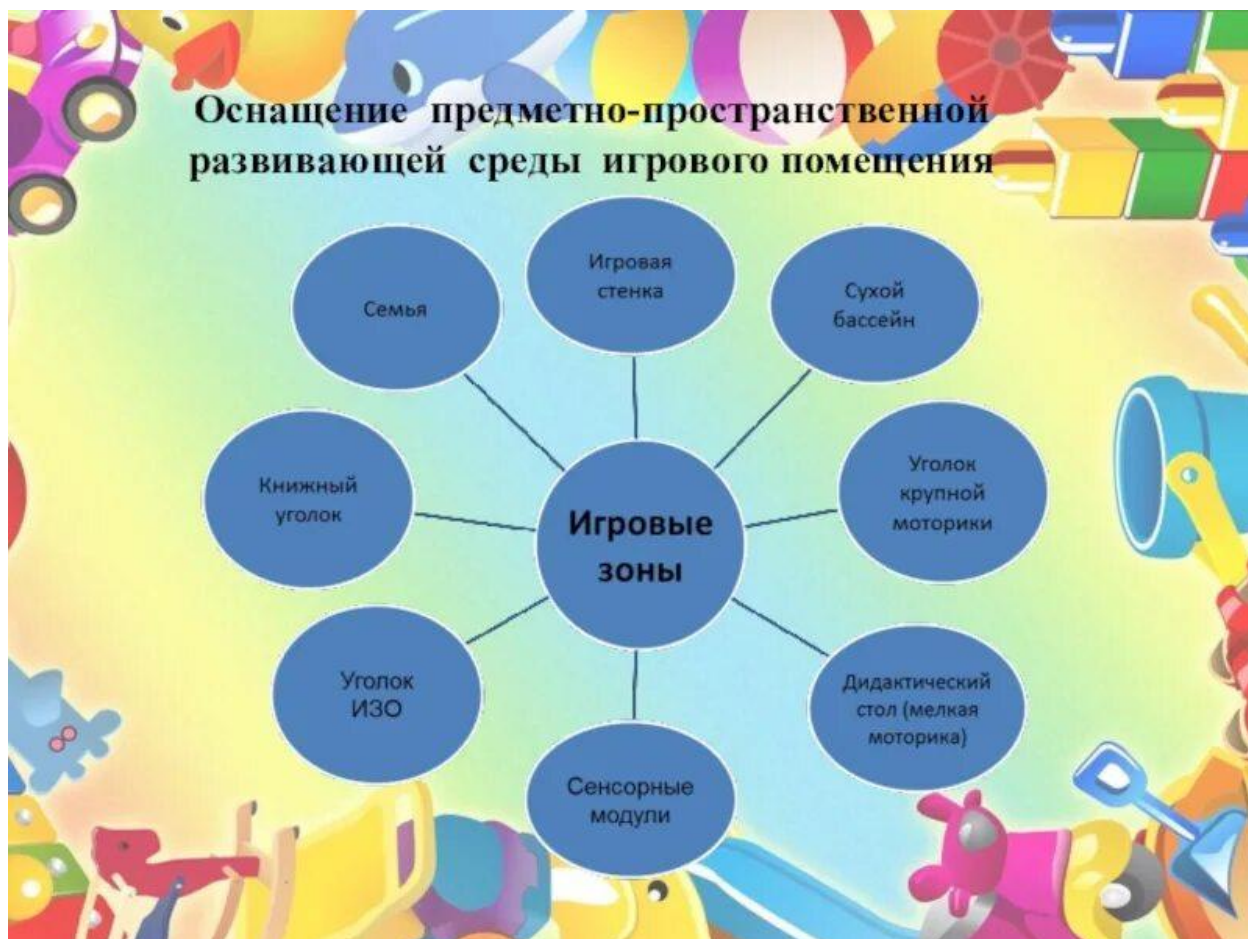 Оснащение предметно-пространственной
развивающей среды игрового помещения
Игровая
стенка
Сухой
бассейн
Уголок
крупной
моторики
Дидактический
стол (мелкая
моторика)
Сенсорные
модули
Уголок
ИЗО
Книжный
уголок
Семья
Игровые
зоны